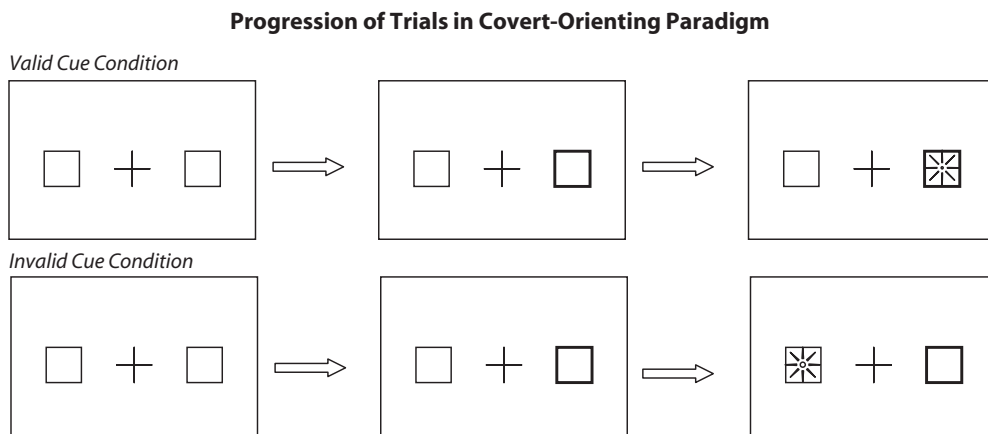 Progression of Trials in Covert-Orienting Paradigm
Valid Cue Condition
Invalid Cue Condition